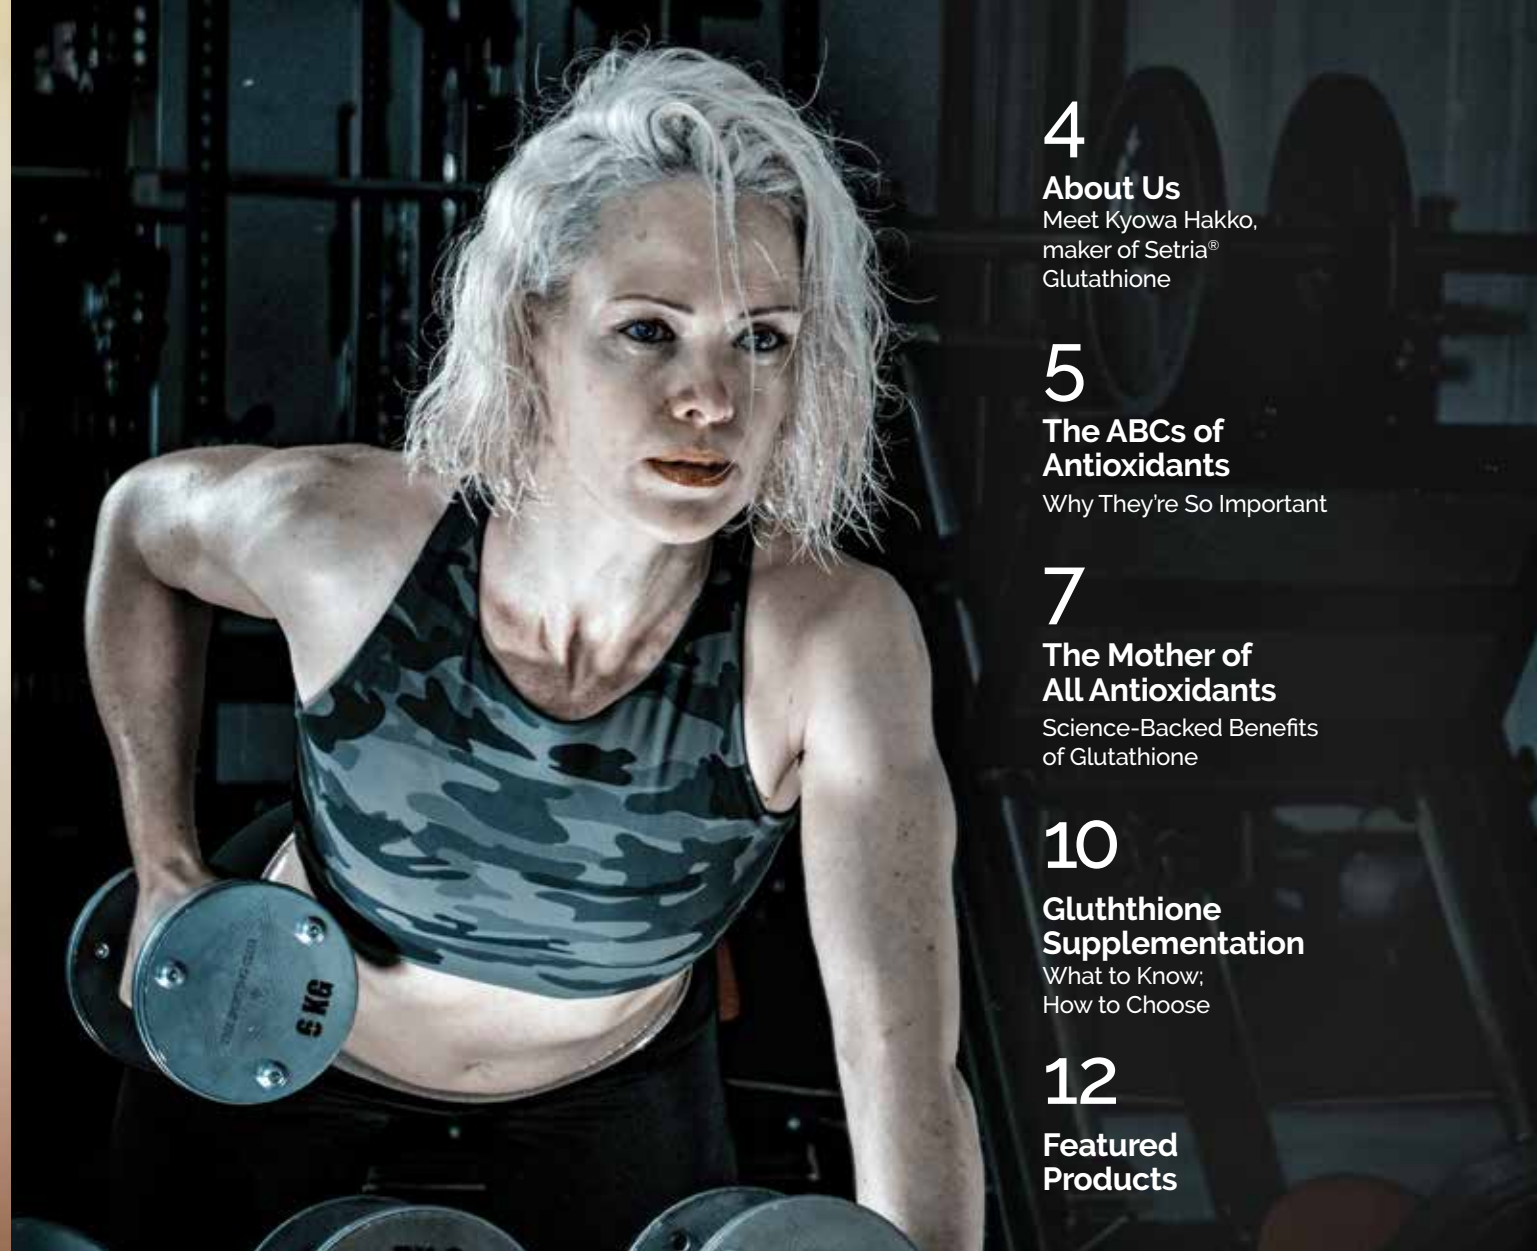 4
About Us
Meet Kyowa Hakko,
maker of Setria®
Glutathione
5
The ABCs of
Antioxidants
Why They're So Important
7
The Mother of
All Antioxidants
Science-Backed Benefits
of Glutathione
10
Gluththione
Supplementation
What to Know;
How to Choose
12
Featured
Products
6 KG